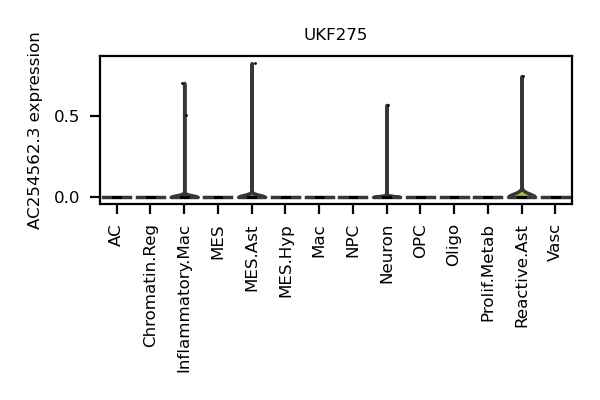 UKF275
AC254562.3 expression
0.5
0.0
AC
Chromatin.Reg
Inflammatory.Mac
MES
MES.Ast
MES.Hyp
Mac
NPC
Neuron
OPC
Oligo
Prolif.Metab
Reactive.Ast
Vasc